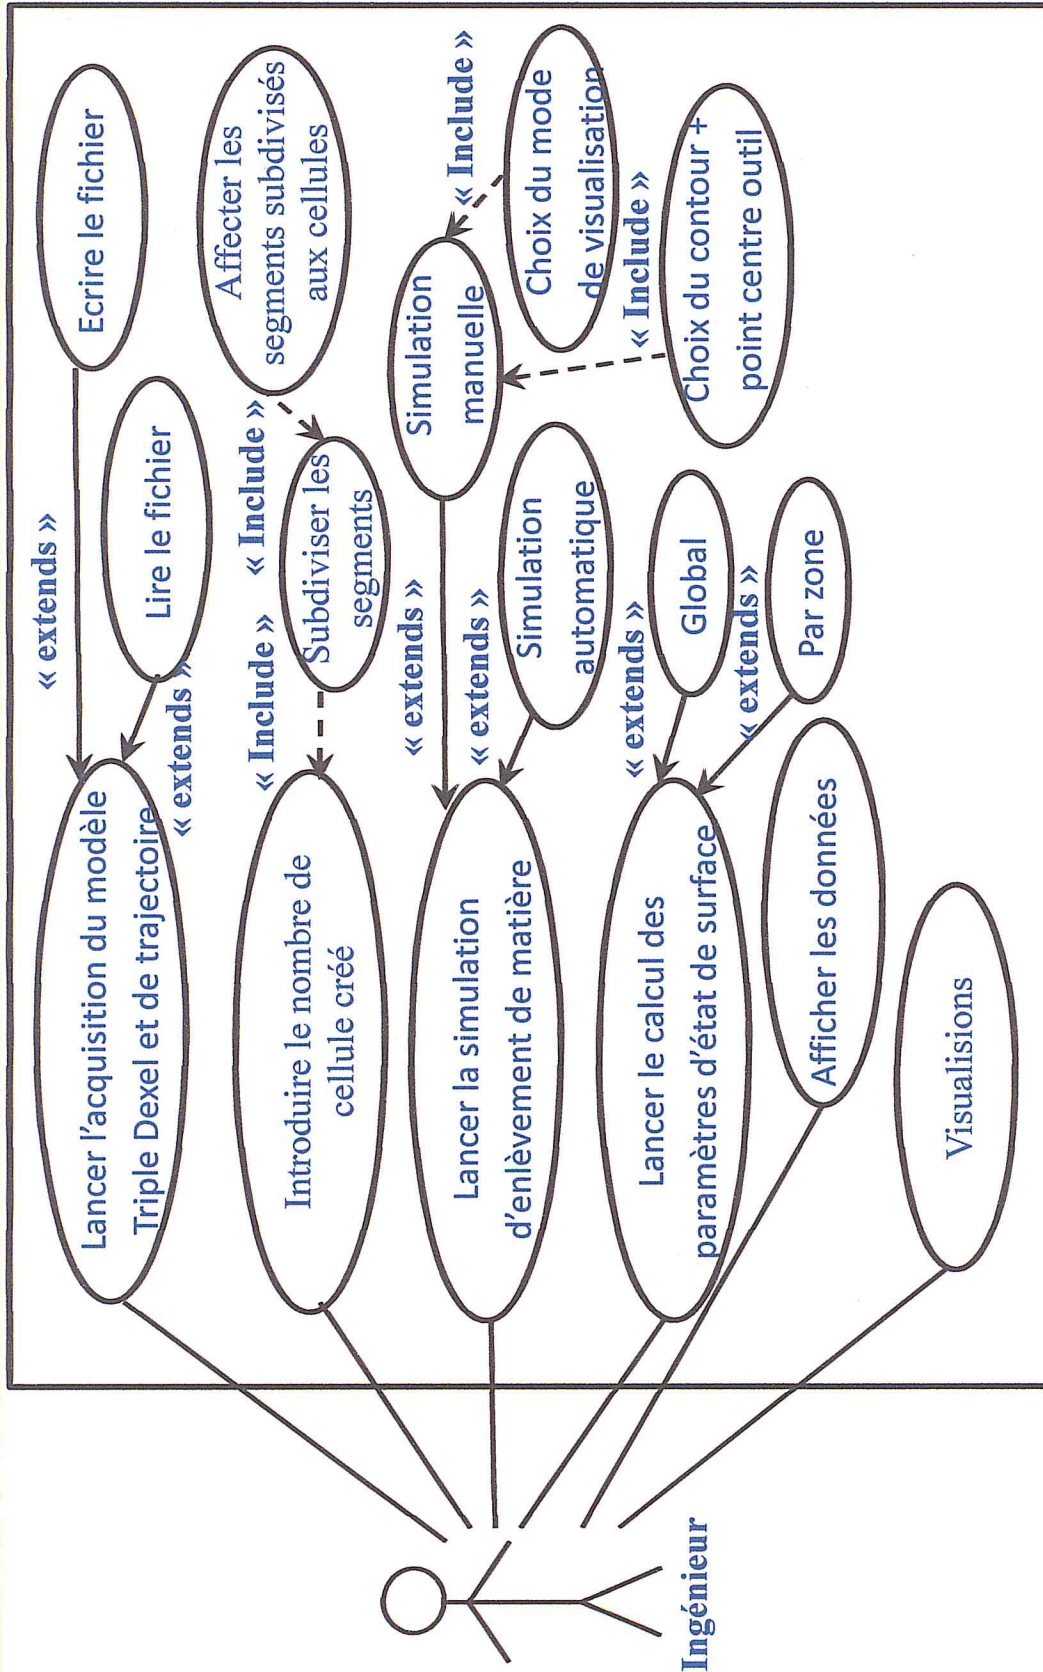 « extends »
Ecrire le fichier
Lancer l'acquisition du modèle
Triple Dexel et de trajectoire
Lire le fichier
« extends »
Affecter les
segments subdivisés
aux cellules
« Include »
« Include »
Subdiviser les
segments
Introduire le nombre de
cellule créé
« Include »
Simulation
manuelle
« extends »
Choix du mode
de visualisation
Lancer la simulation
d'enlèvement de matière
« extends »
Simulation
automatique
« Include »
Choix du contour +
point centre outil
« extends »
Global
Lancer le calcul des
paramètres d'état de surface
« extends »
Par zone
Afficher les données
Visualisions
Ingénieur